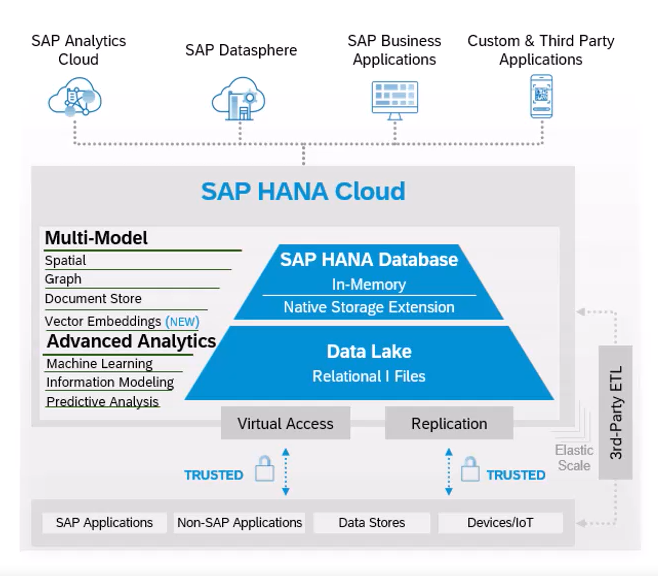 SAP Analytics
Cloud
SAP Datasphere
SAP Business
Applications
Custom & Third Party
Applications
SAP HANA Cloud
Multi-Model
Spatial
Graph
Document Store
Vector Embeddings (NEW)
Advanced Analytics
Machine Learning
Information Modeling
Predictive Analysis
SAP HANA Database
In-Memory
Native Storage Extension
Data Lake
Relational I Files
Virtual Access
Replication
Elastic
Scale
3rd-Party ETL
TRUSTED
TRUSTED
SAP Applications
Non-SAP Applications
Data Stores
Devices/IoT